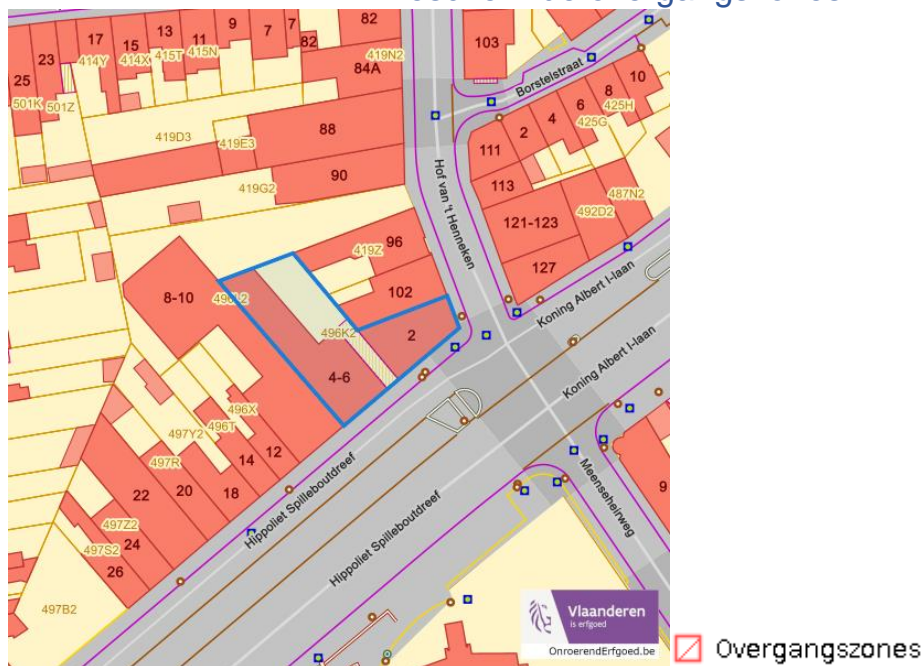 23
17
15
13
11
9
7
7
82
82
103
25
414Y
414X
415T
415N
419N2
84A
501K
501Z
Borstelstraat
10
8
6
4
2
425H
425G
419D3
419E3
88
111
90
419G2
113
487N2
492D2
121-123
Hof van 't Henneken
96
419Z
127
8-10
102
Koning Albert I-laan
496K2
2
Koning Albert I-laan
4-6
496X
496T
497Y2
497R
14
12
22
20
18
Meenseheirweg
9
Hippoliet Spilleboutdreef
497Z2
24
497S2
26
Hippoliet Spilleboutdreef
497B2
Vlaanderen
is erfgoed
OnroerendErfgoed.be
Overgangszones